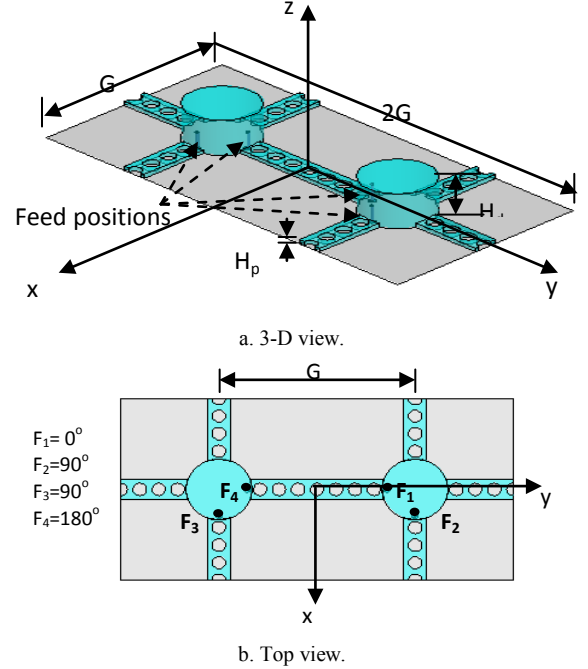 z
G
2G
Feed positions
H
x
H_p
y
a. 3-D view.
G
F₁= 0°
F₂=90°
F₃=90°
F₄=180°
F₄
F₁
y
F₃
F₂
x
b. Top view.